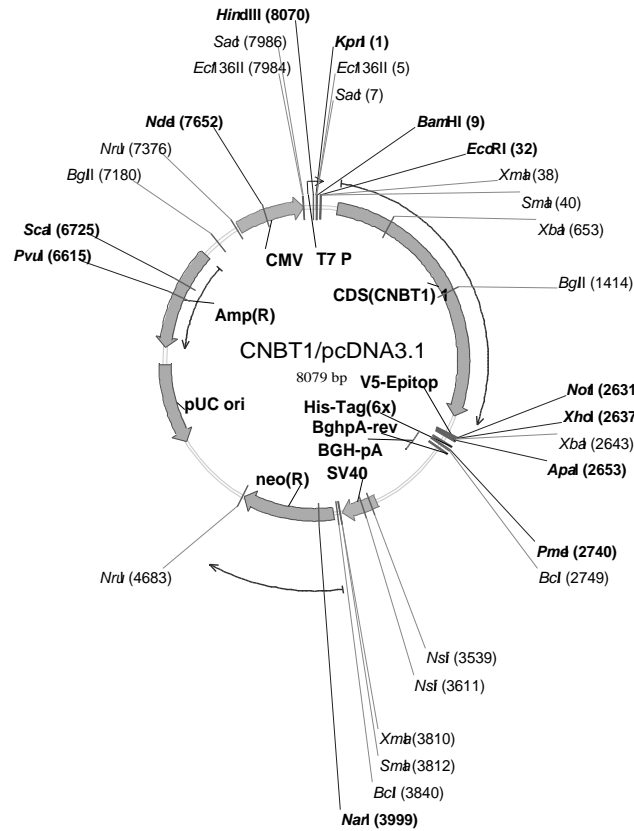 HindIII (8070)
SacI (7986)
KpnI (1)
Ecl136II (7984)
Ecl136II (5)
SacI (7)
NdeI (7652)
BamHI (9)
NruI (7376)
EcoRI (32)
BglII (7180)
XmaI (38)
SmaI (40)
ScaI (6725)
XbaI (653)
PvuI (6615)
CMV
T7 P
BglII (1414)
CDS(CNBT1) 1
Amp(R)
CNBT1/pcDNA3.1
8079 bp
V5-Epitop
NotI (2631
pUC ori
His-Tag(6x)
XhoI (2637
BghpA-rev
XbaI (2643)
BGH-pA
ApaI (2653)
SV40
neo(R)
PmeI (2740)
NruI (4683)
BclI (2749)
NsiI (3539)
NsiI (3611)
XmaI (3810)
SmaI (3812)
BclI (3840)
NarI (3999)